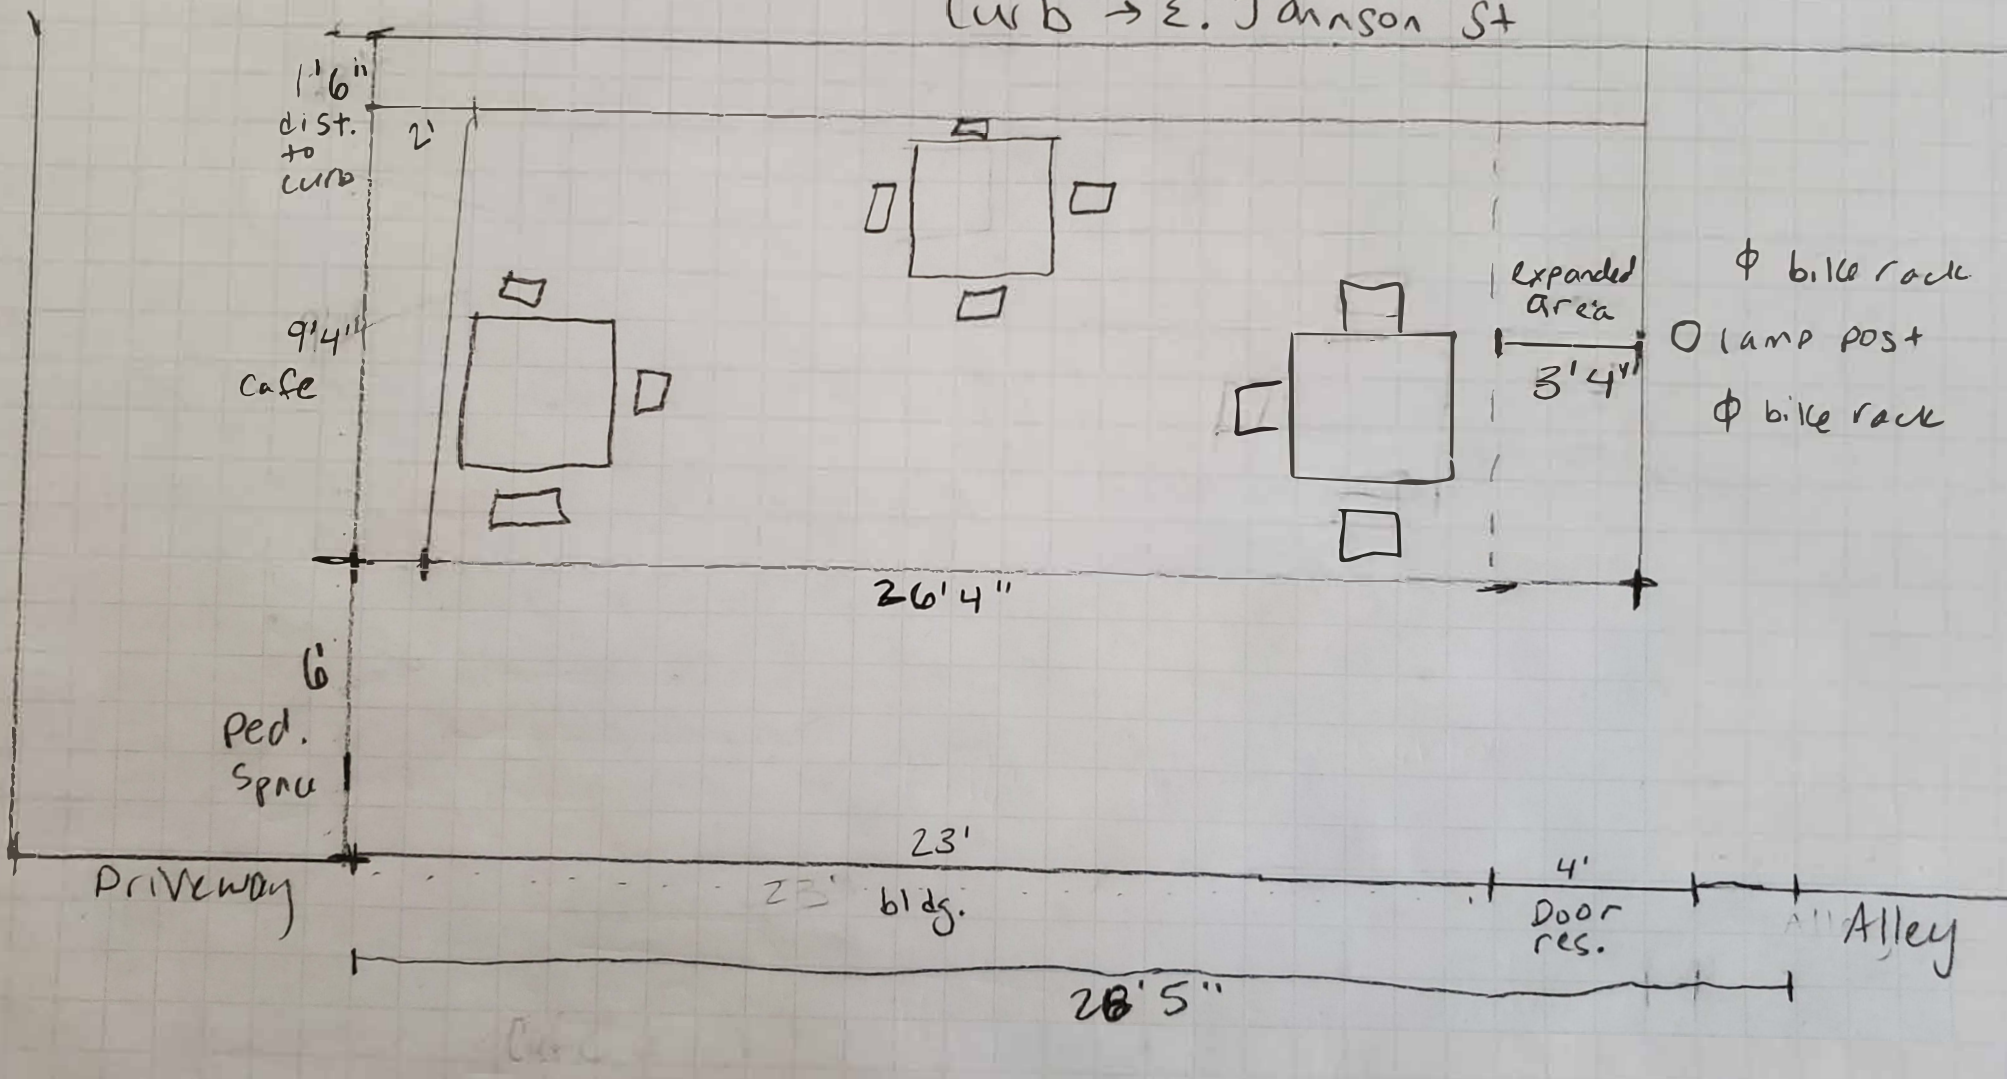 Curb → E. Johnson St
1'6"
dist.
to
curb
2'
9'4"
cafe
expanded
area
3'4"
bike rack
lamp post
bike rack
26'4"
6'
Ped.
Space
23'
Driveway
23'
bldg.
4'
Door
res.
Alley
28'5"